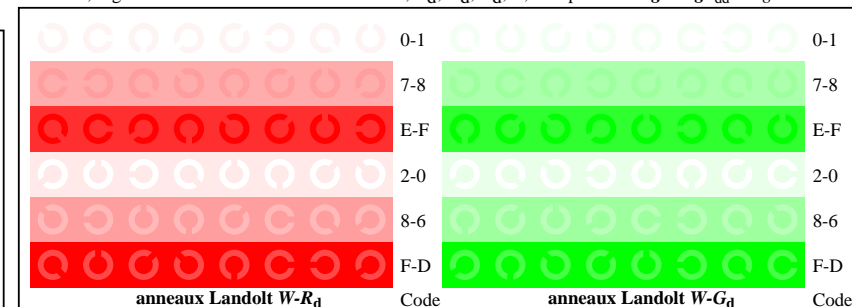 0-1 0-1
7-8 7-8
E-F E-F
2-0 2-0
8-6 8-6
F-D F-D
anneaux Landolt W-Rd Code anneaux Landolt W-Gd Code